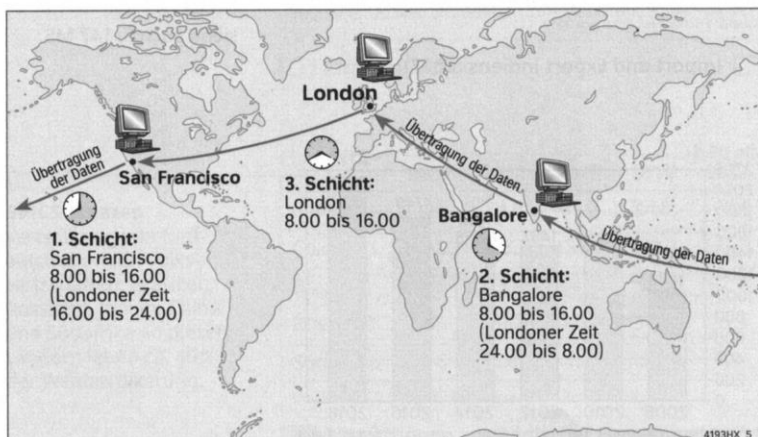 London
Übertragung
der Daten
San Francisco
1. Schicht:
San Francisco
8.00 bis 16.00
(Londoner Zeit
16.00 bis 24.00)
3. Schicht:
London
8.00 bis 16.00
Übertragung der Daten
Bangalore
2. Schicht:
Bangalore
8.00 bis 16.00
(Londoner Zeit
24.00 bis 8.00)
Übertragung der Daten
4193HX_5